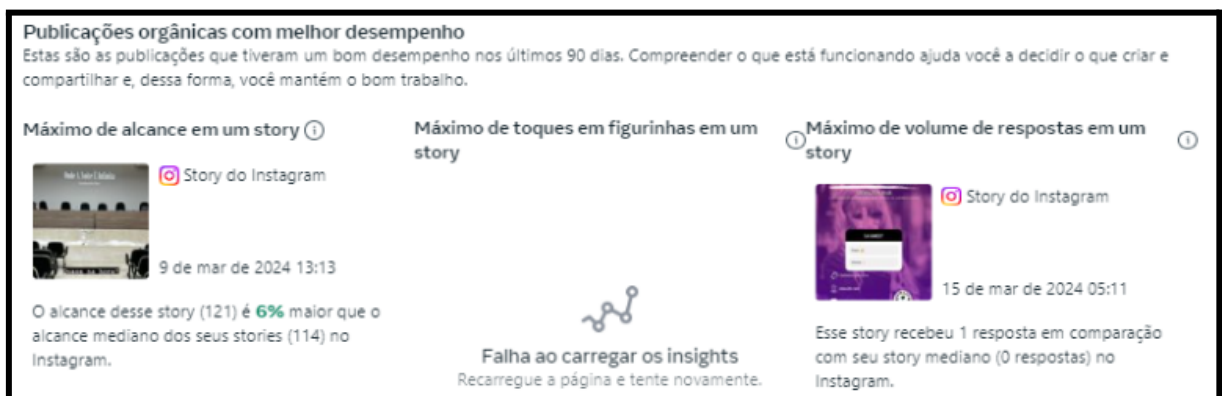 Publicações orgânicas com melhor desempenho
Estas são as publicações que tiveram um bom desempenho nos últimos 90 dias. Compreender o que está funcionando ajuda você a decidir o que criar e
compartilhar e, dessa forma, você mantém o bom trabalho.
Máximo de alcance em um story
Story do Instagram
9 de mar de 2024 13:13
O alcance desse story (121) é 6% maior que o
alcance mediano dos seus stories (114) no
Instagram.
Máximo de toques em figurinhas em um
story
Falha ao carregar os insights
Recarregue a página e tente novamente.
Máximo de volume de respostas em um
story
Story do Instagram
15 de mar de 2024 05:11
Esse story recebeu 1 resposta em comparação
com seu story mediano (0 respostas) no
Instagram.